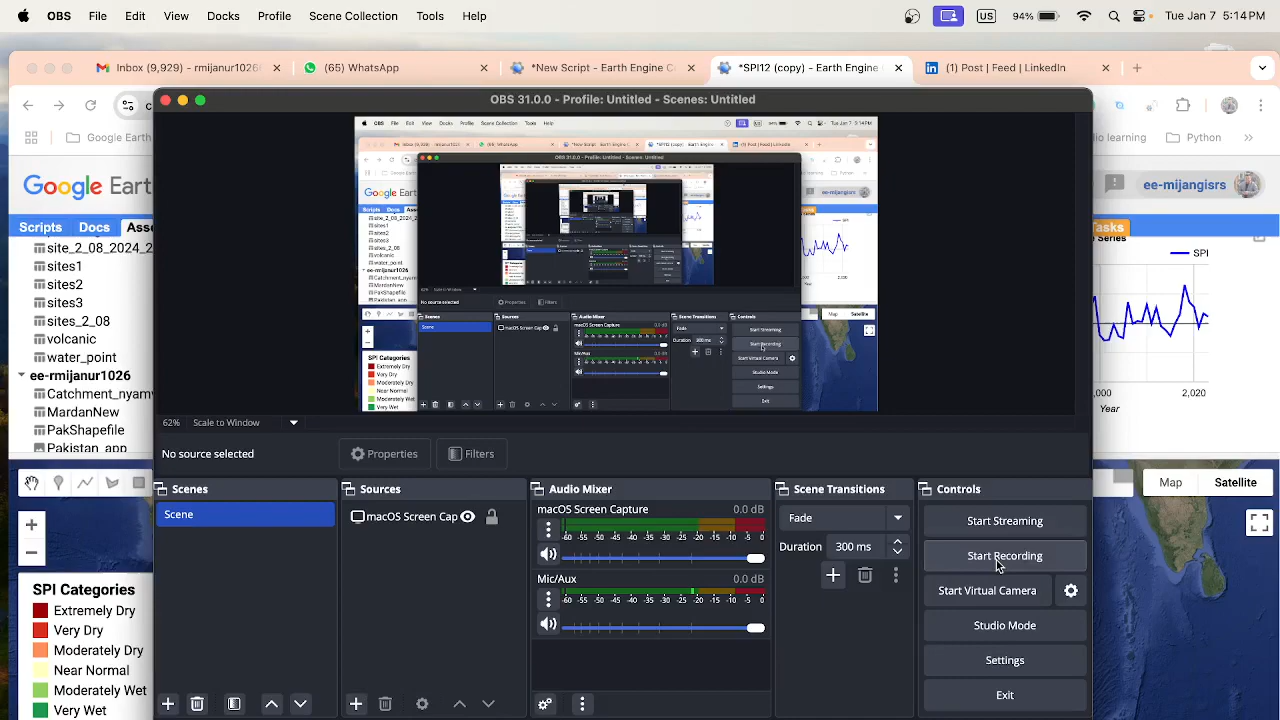 OBS File Edit View Docks Profile Scene Collection Tools Help 94% US Tue Jan 7 5:14 PM
Inbox (9,929) - rmijanur1026
(65) WhatsApp
*New Script - Earth Engine C
*SPI12 (copy) - Earth Engine
(1) Post | Feed | LinkedIn
OBS 31.0.0 - Profile: Untitled - Scenes: Untitled
Google Earth
Python
Google Earth
ee-mijangisrs
Scripts Docs
Tasks
site_2_08_2024_2
sites1
sites2
sites3
sites_2_08
volcanic
water_point
ee-rmijanur1026
Catchment_nyam
MardanNew
PakShapefile
Pakistan_app
SPI
2,020
Year
62% Scale to Window
No source selected
Properties
Filters
Map
Satellite
Scenes
Scene
Sources
macOS Screen Cap
Audio Mixer
macOS Screen Capture 0.0 dB
-60 -55 -50 -45 -40 -35 -30 -25 -20 -15 -10 -5 0
Mic/Aux 0.0 dB
-60 -55 -50 -45 -40 -35 -30 -25 -20 -15 -10 -5 0
Scene Transitions
Fade
Duration 300 ms
Controls
Start Streaming
Start Recording
Start Virtual Camera
Studio Mode
Settings
Exit
SPI Categories
Extremely Dry
Very Dry
Moderately Dry
Near Normal
Moderately Wet
Very Wet